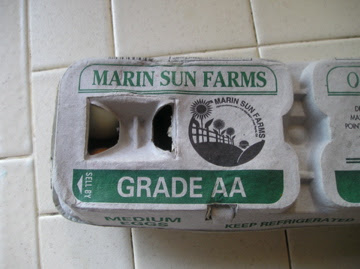 MARIN SUN FARMS
MARIN SUN FARMS
SELL BY
GRADE AA
MEDIUM
EGGS
KEEP REFRIGERATED